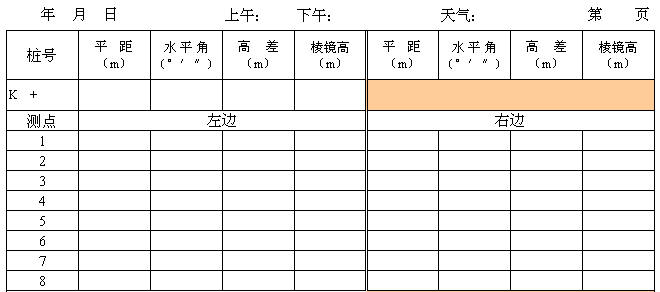 年 月 日 上午： 下午： 天气： 第 页
桩号 平 距 水平角 高 差 棱镜高 平 距 水平角 高 差 棱镜高
（m） （° ′ ″） （m） （m） （m） （° ′ ″） （m） （m）
K +
测点 左边 右边
1
2
3
4
5
6
7
8